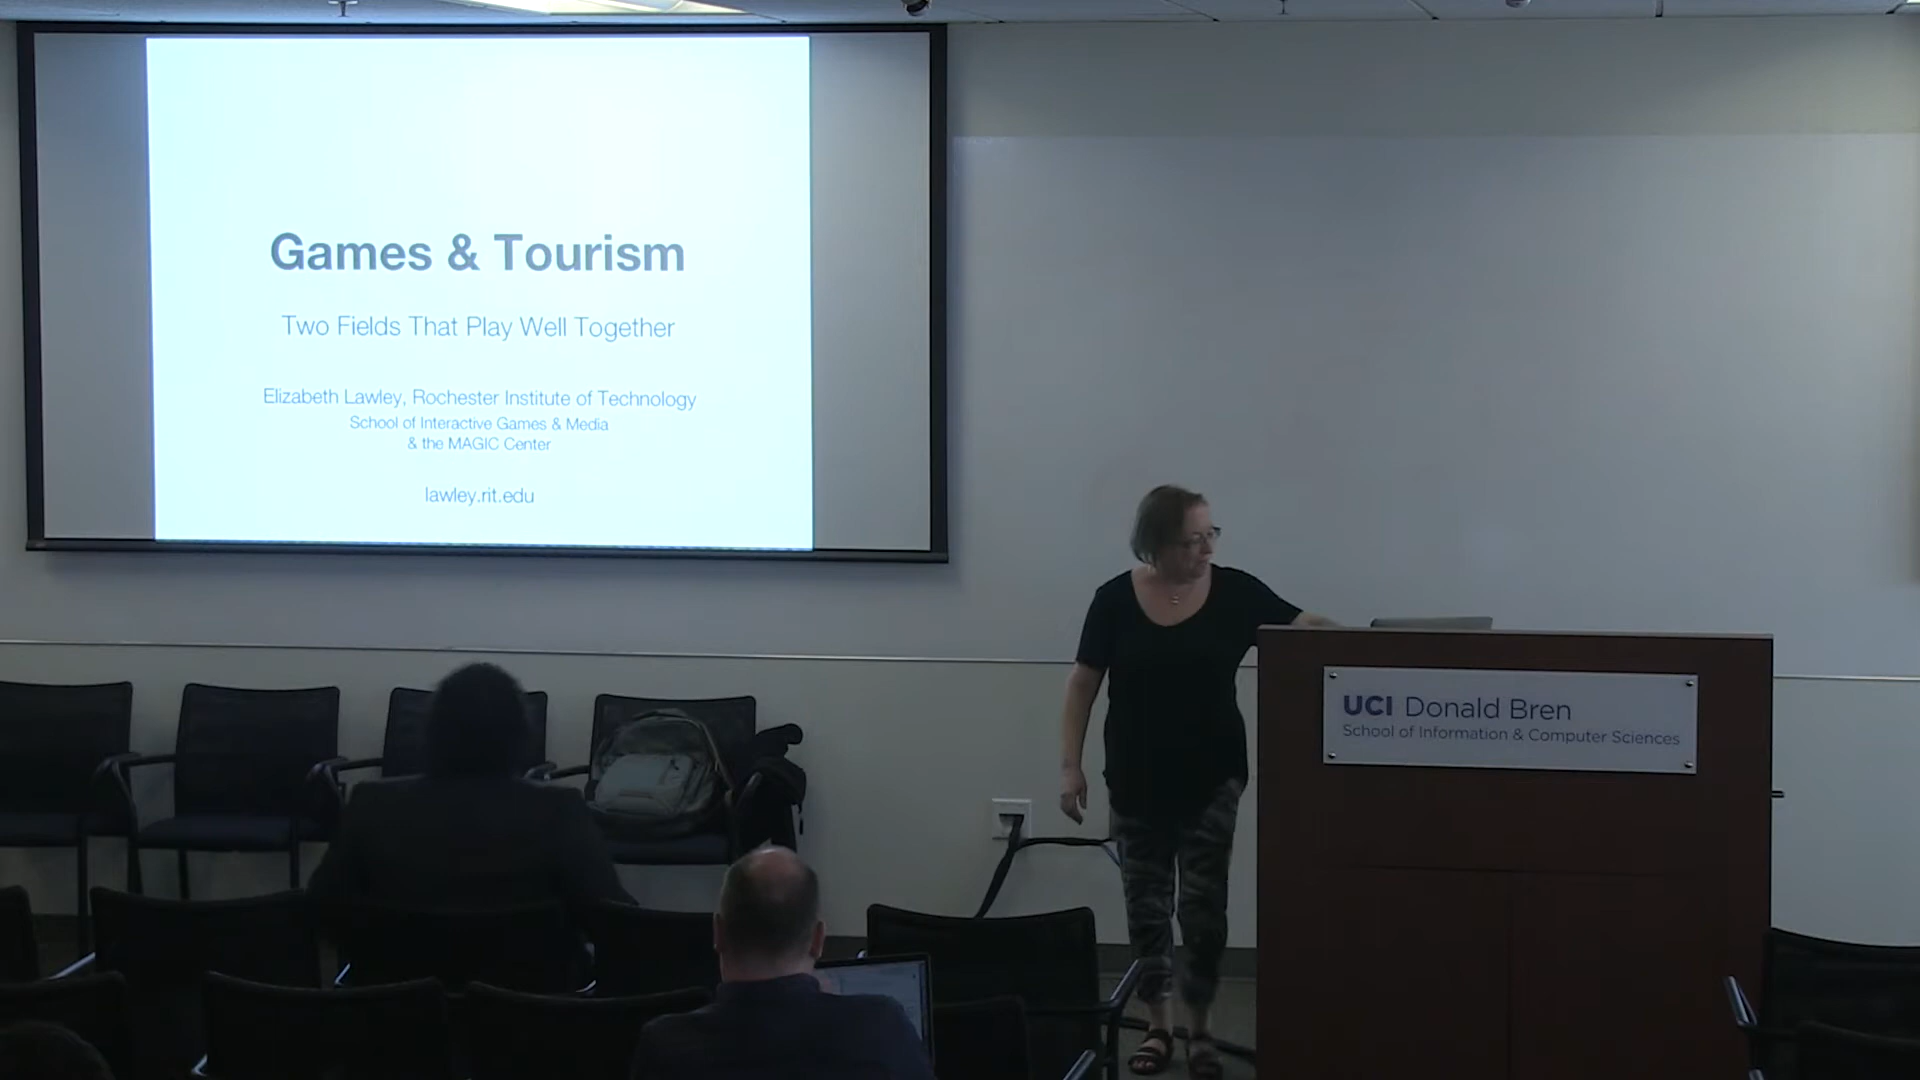 Games & Tourism
Two Fields That Play Well Together
Elizabeth Lawley, Rochester Institute of Technology
School of Interactive Games & Media
& the MAGIC Center
lawley.rit.edu
UCI Donald Bren
School of Information & Computer Sciences